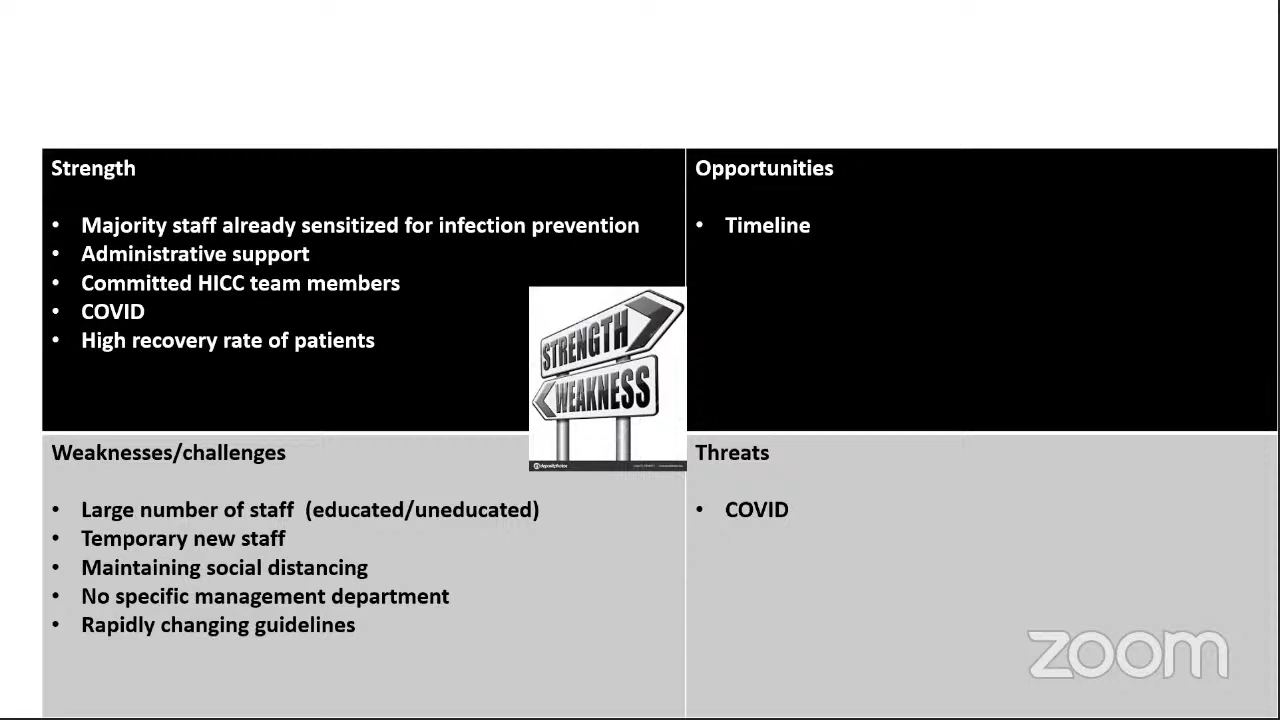 Strength
• Majority staff already sensitized for infection prevention
• Administrative support
• Committed HICC team members
• COVID
• High recovery rate of patients
Opportunities
• Timeline
STRENGTH
WEAKNESS
depositphotos
Weaknesses/challenges
• Large number of staff (educated/uneducated)
• Temporary new staff
• Maintaining social distancing
• No specific management department
• Rapidly changing guidelines
Threats
• COVID
zoom